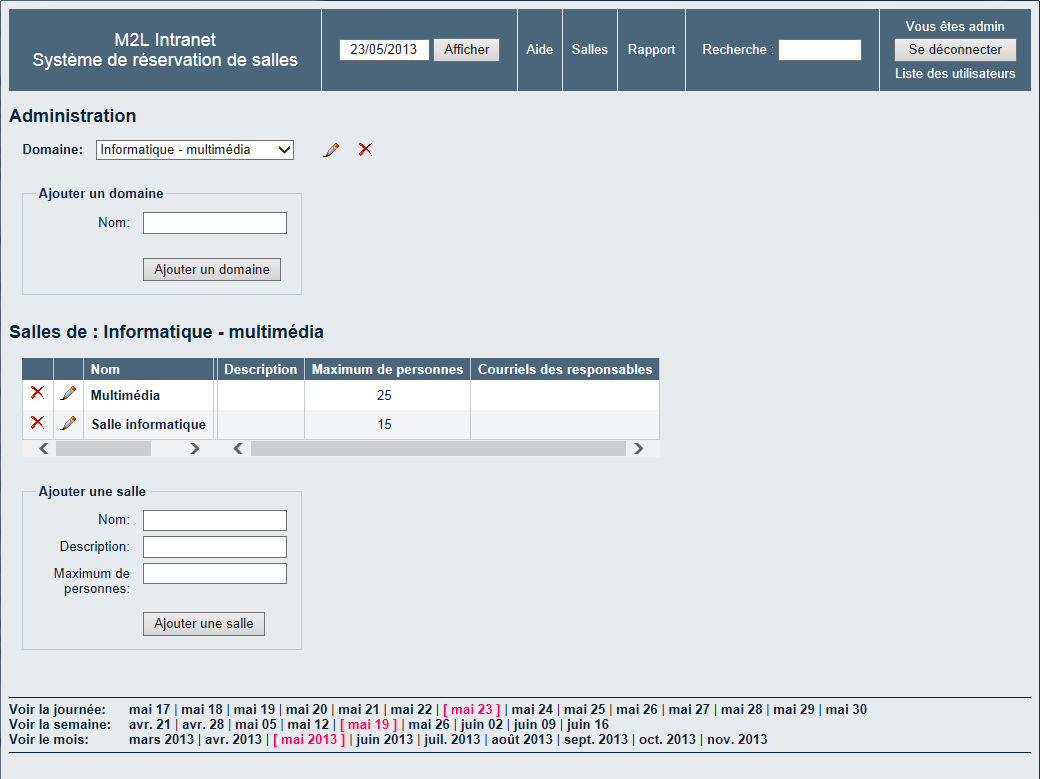 M2L Intranet
Système de réservation de salles
23/05/2013 Afficher
Aide
Salles
Rapport
Recherche :
Vous êtes admin
Se déconnecter
Liste des utilisateurs
Administration
Domaine: Informatique - multimédia
Ajouter un domaine
Nom:
Ajouter un domaine
Salles de : Informatique - multimédia
Nom Description Maximum de personnes Courriels des responsables
Multimédia 25
Salle informatique 15
Ajouter une salle
Nom:
Description:
Maximum de
personnes:
Ajouter une salle
Voir la journée: mai 17 | mai 18 | mai 19 | mai 20 | mai 21 | mai 22 | [ mai 23 ] | mai 24 | mai 25 | mai 26 | mai 27 | mai 28 | mai 29 | mai 30
Voir la semaine: avr. 21 | avr. 28 | mai 05 | mai 12 | [ mai 19 ] | mai 26 | juin 02 | juin 09 | juin 16
Voir le mois: mars 2013 | avr. 2013 | [ mai 2013 ] | juin 2013 | juil. 2013 | août 2013 | sept. 2013 | oct. 2013 | nov. 2013